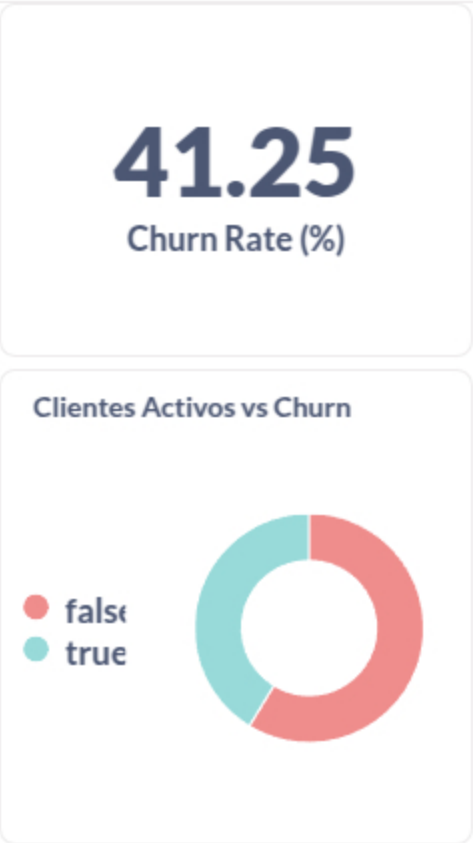 41.25
Churn Rate (%)
Clientes Activos vs Churn
false
true